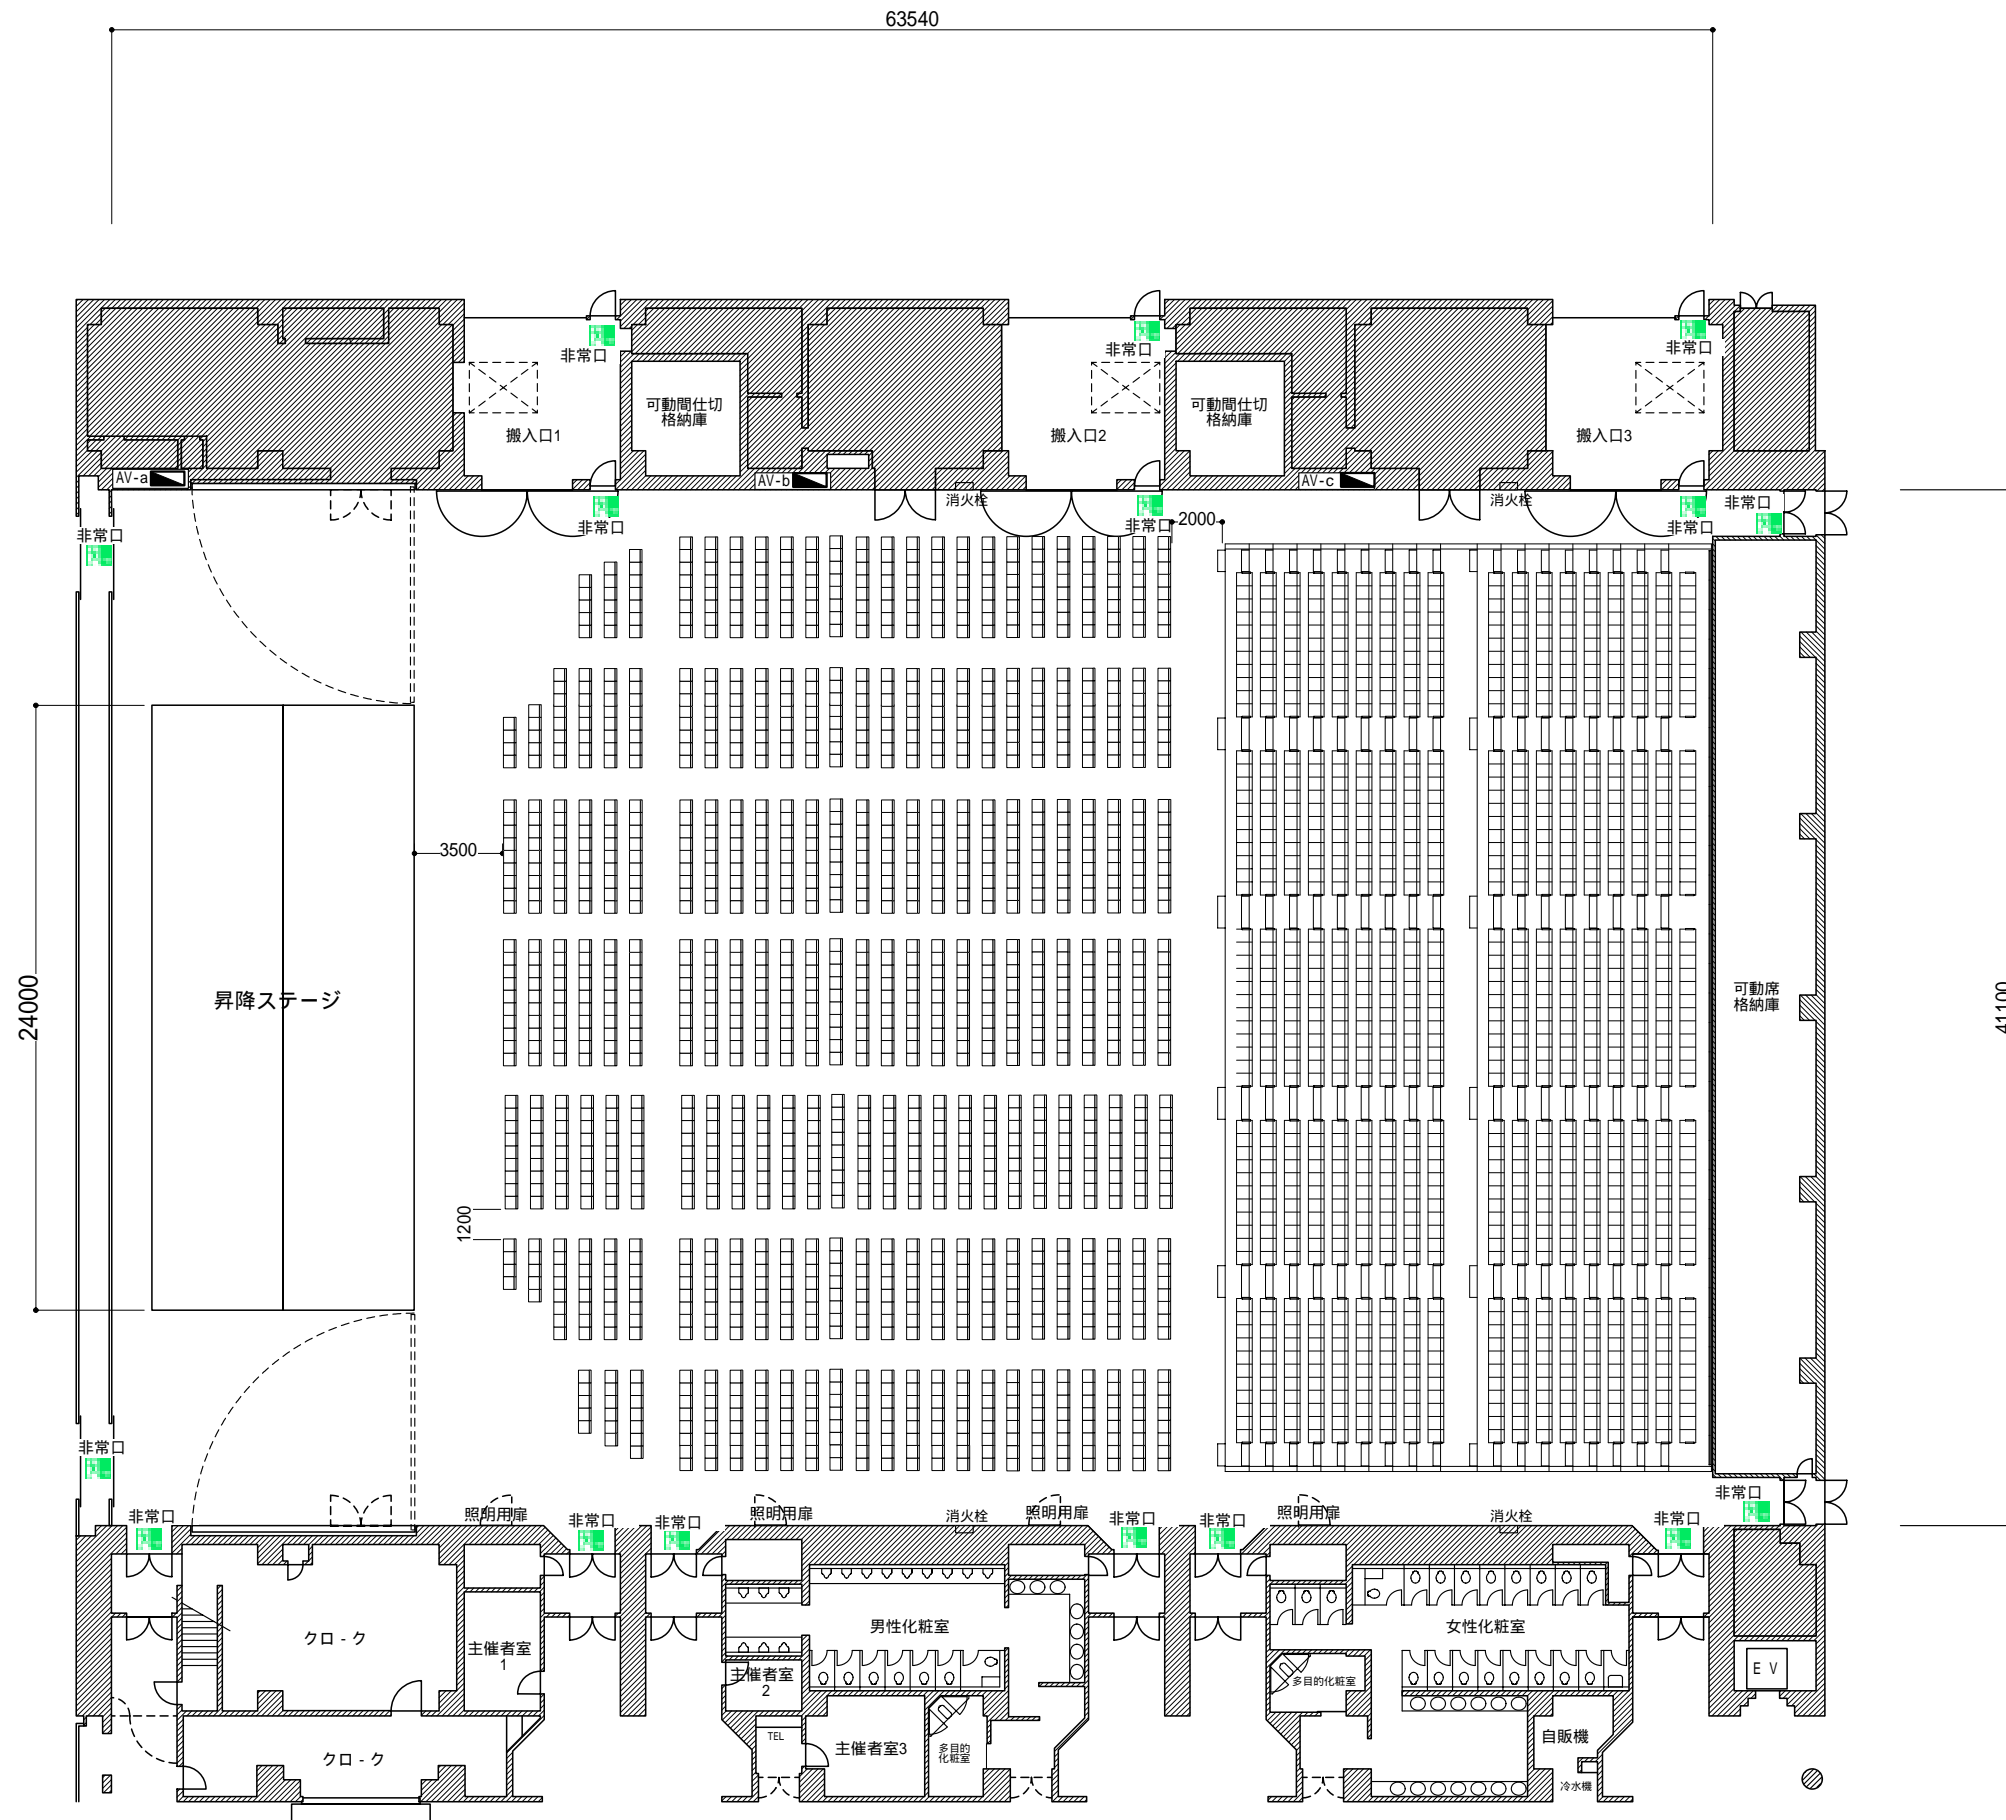 63540
非常口
非常口
非常口
可動間仕切
格納庫
可動間仕切
格納庫
搬入口1
搬入口2
搬入口3
AV-a
AV-b
AV-c
消火栓
消火栓
非常口
非常口
非常口
非常口
非常口
2000
3500
24000
昇降ステージ
可動席
格納庫
41100
1200
非常口
非常口
非常口
照明用扉
非常口
非常口
照明用扉
消火栓
照明用扉
非常口
非常口
照明用扉
消火栓
非常口
クロ - ク
主催者室
1
男性化粧室
女性化粧室
主催者室
2
多目的化粧室
E V
TEL
クロ - ク
主催者室3
多目的
化粧室
自販機
冷水機